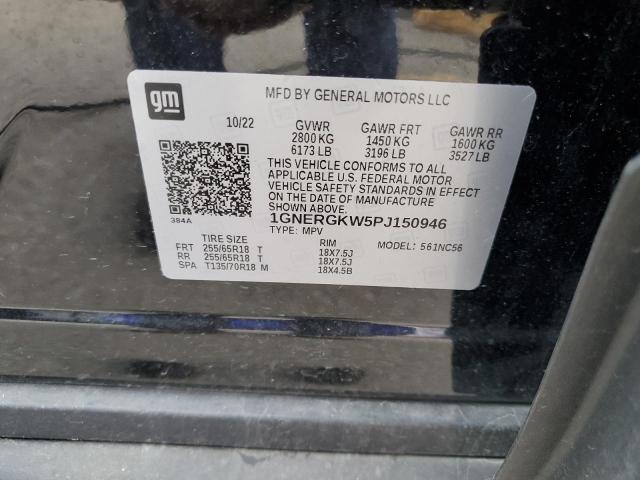 gm
MFD BY GENERAL MOTORS LLC
10/22 GVWR GAWR FRT GAWR RR
2800 KG 1450 KG 1600 KG
6173 LB 3196 LB 3527 LB
THIS VEHICLE CONFORMS TO ALL
APPLICABLE U.S. FEDERAL MOTOR
VEHICLE SAFETY STANDARDS IN EFFECT
ON THE DATE OF MANUFACTURE
SHOWN ABOVE.
384A
1GNERGKW5PJ150946
TYPE: MPV MODEL: 561NC56
TIRE SIZE RIM
FRT 255/65R18 T 18X7.5J
RR 255/65R18 T 18X7.5J
SPA T135/70R18 M 18X4.5B